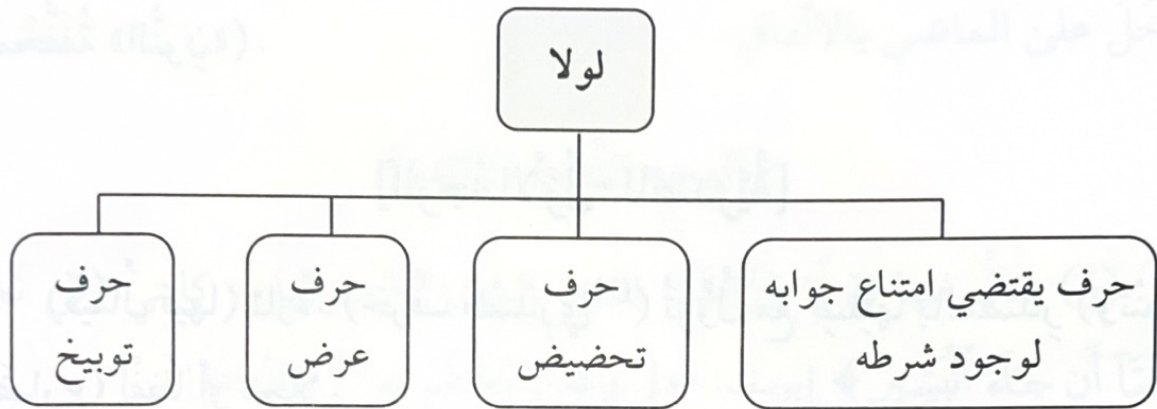 لولا
حرف يقتضي امتناع جوابه
لوجود شرطه
حرف
تحضيض
حرف
عرض
حرف
توبيخ